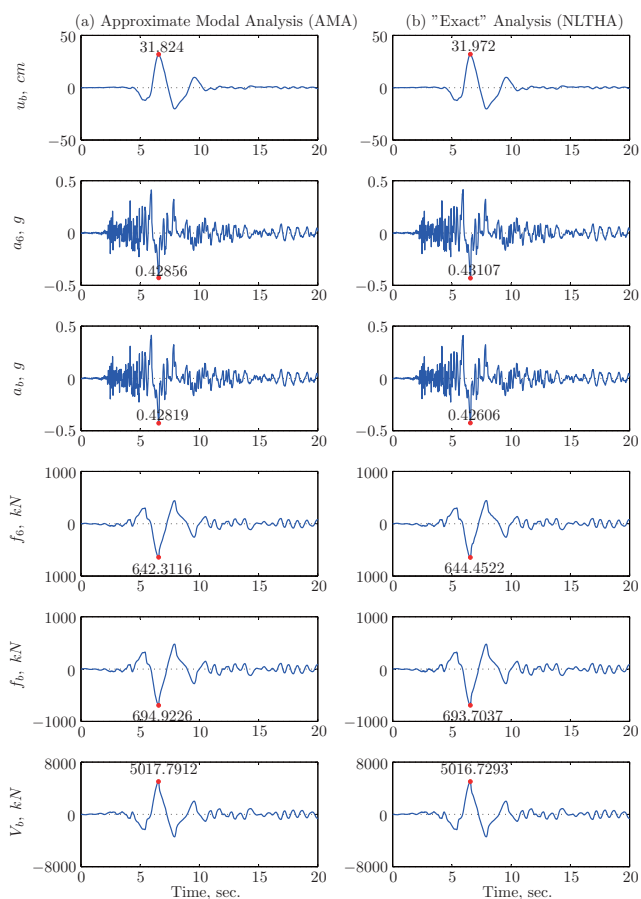 (a) Approximate Modal Analysis (AMA)
(b) "Exact" Analysis (NLTHA)
u_b, cm
50
0
−50
31.824
0 5 10 15 20
31.972
50
0
−50
0 5 10 15 20
a_6, g
0.5
0
−0.5
0.42856
0 5 10 15 20
0.5
0
−0.5
0.43107
0 5 10 15 20
a_b, g
0.5
0
−0.5
0.42819
0 5 10 15 20
0.5
0
−0.5
0.42606
0 5 10 15 20
f_6, kN
1000
0
1000
642.3116
0 5 10 15 20
1000
0
1000
644.4522
0 5 10 15 20
f_b, kN
1000
0
−1000
694.9226
0 5 10 15 20
1000
0
−1000
693.7037
0 5 10 15 20
V_b, kN
8000
0
−8000
5017.7912
0 5 10 15 20
Time, sec.
8000
0
−8000
5016.7293
0 5 10 15 20
Time, sec.